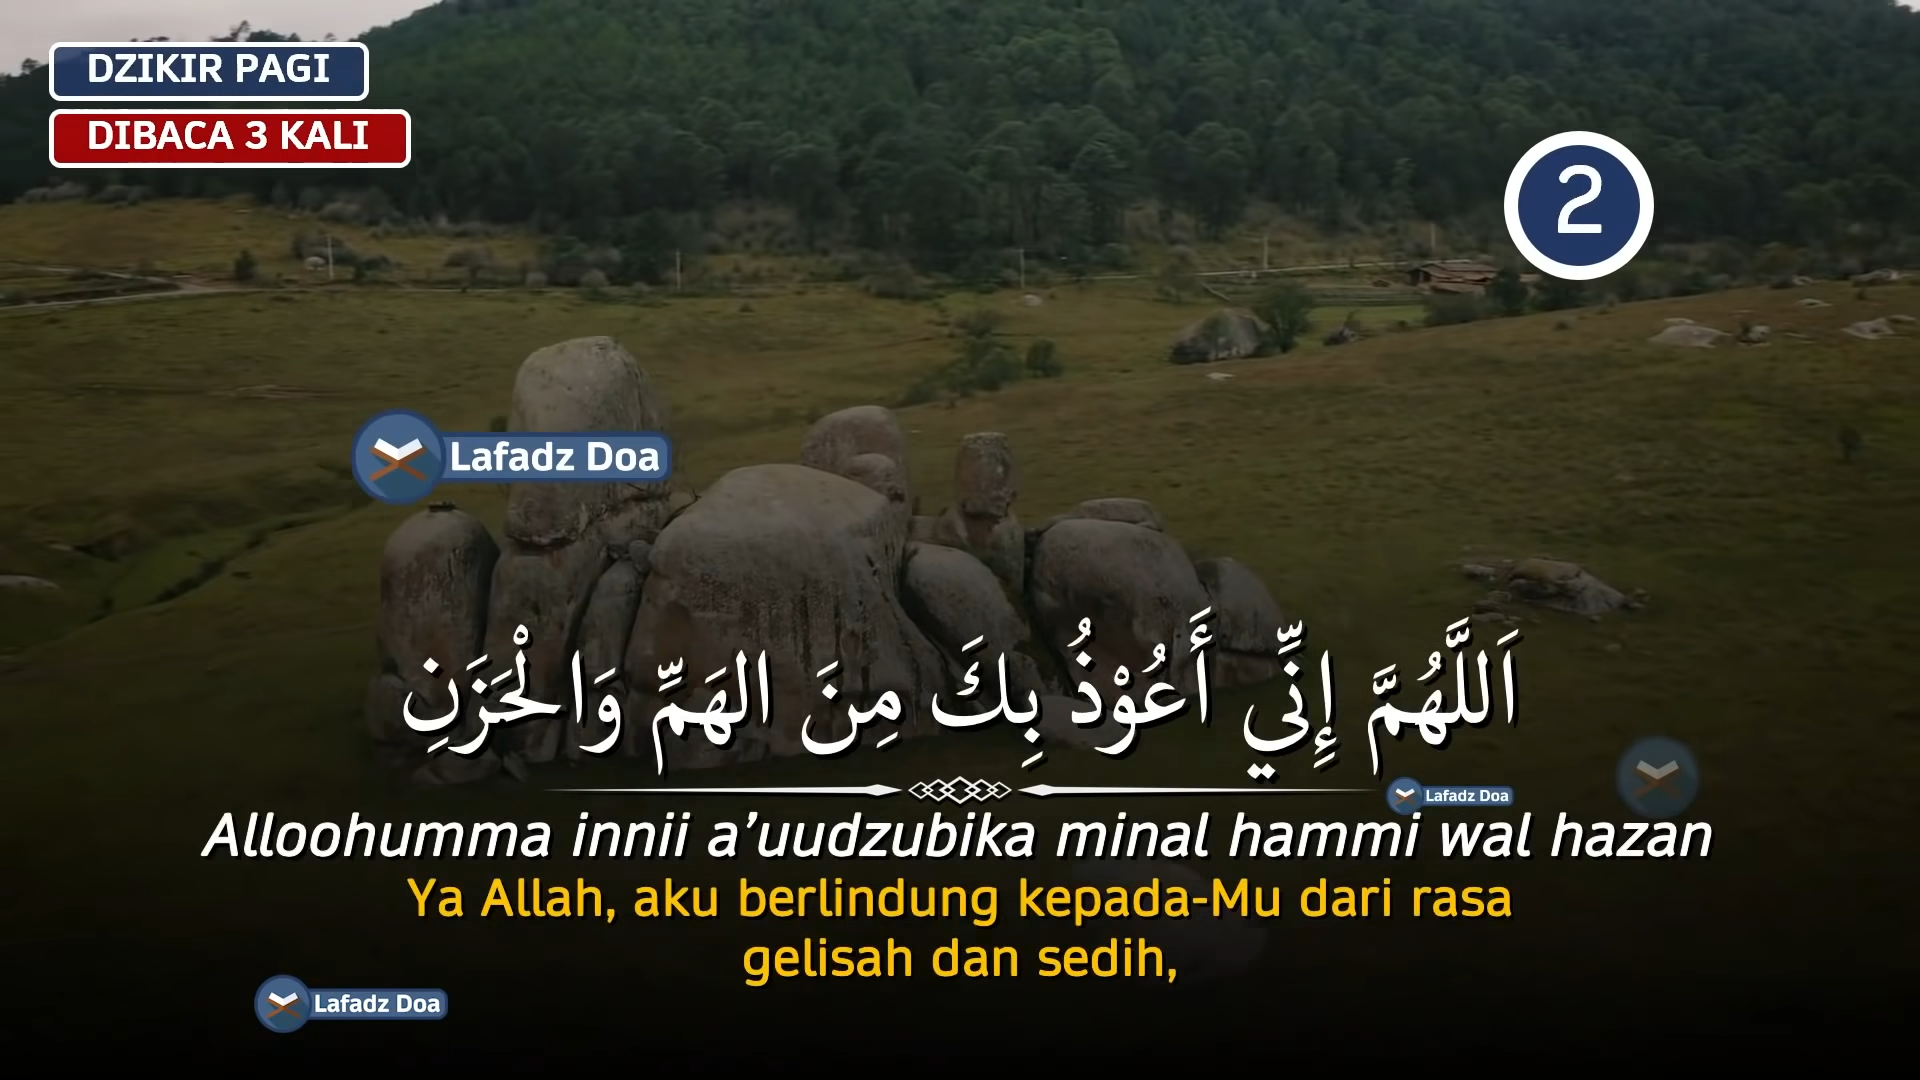 DZIKIR PAGI
DIBACA 3 KALI
2
Lafadz Doa
اَللَّهُمَّ إِنِّي أَعُوْذُ بِكَ مِنَ الهَمِّ وَالْحَزَنِ
Lafadz Doa
Alloohumma innii a’uudzubika minal hammi wal hazan
Ya Allah, aku berlindung kepada-Mu dari rasa
gelisah dan sedih,
Lafadz Doa